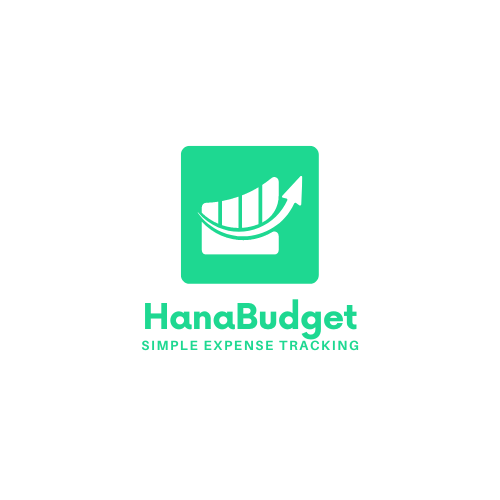 HanaBudget
SIMPLE EXPENSE TRACKING